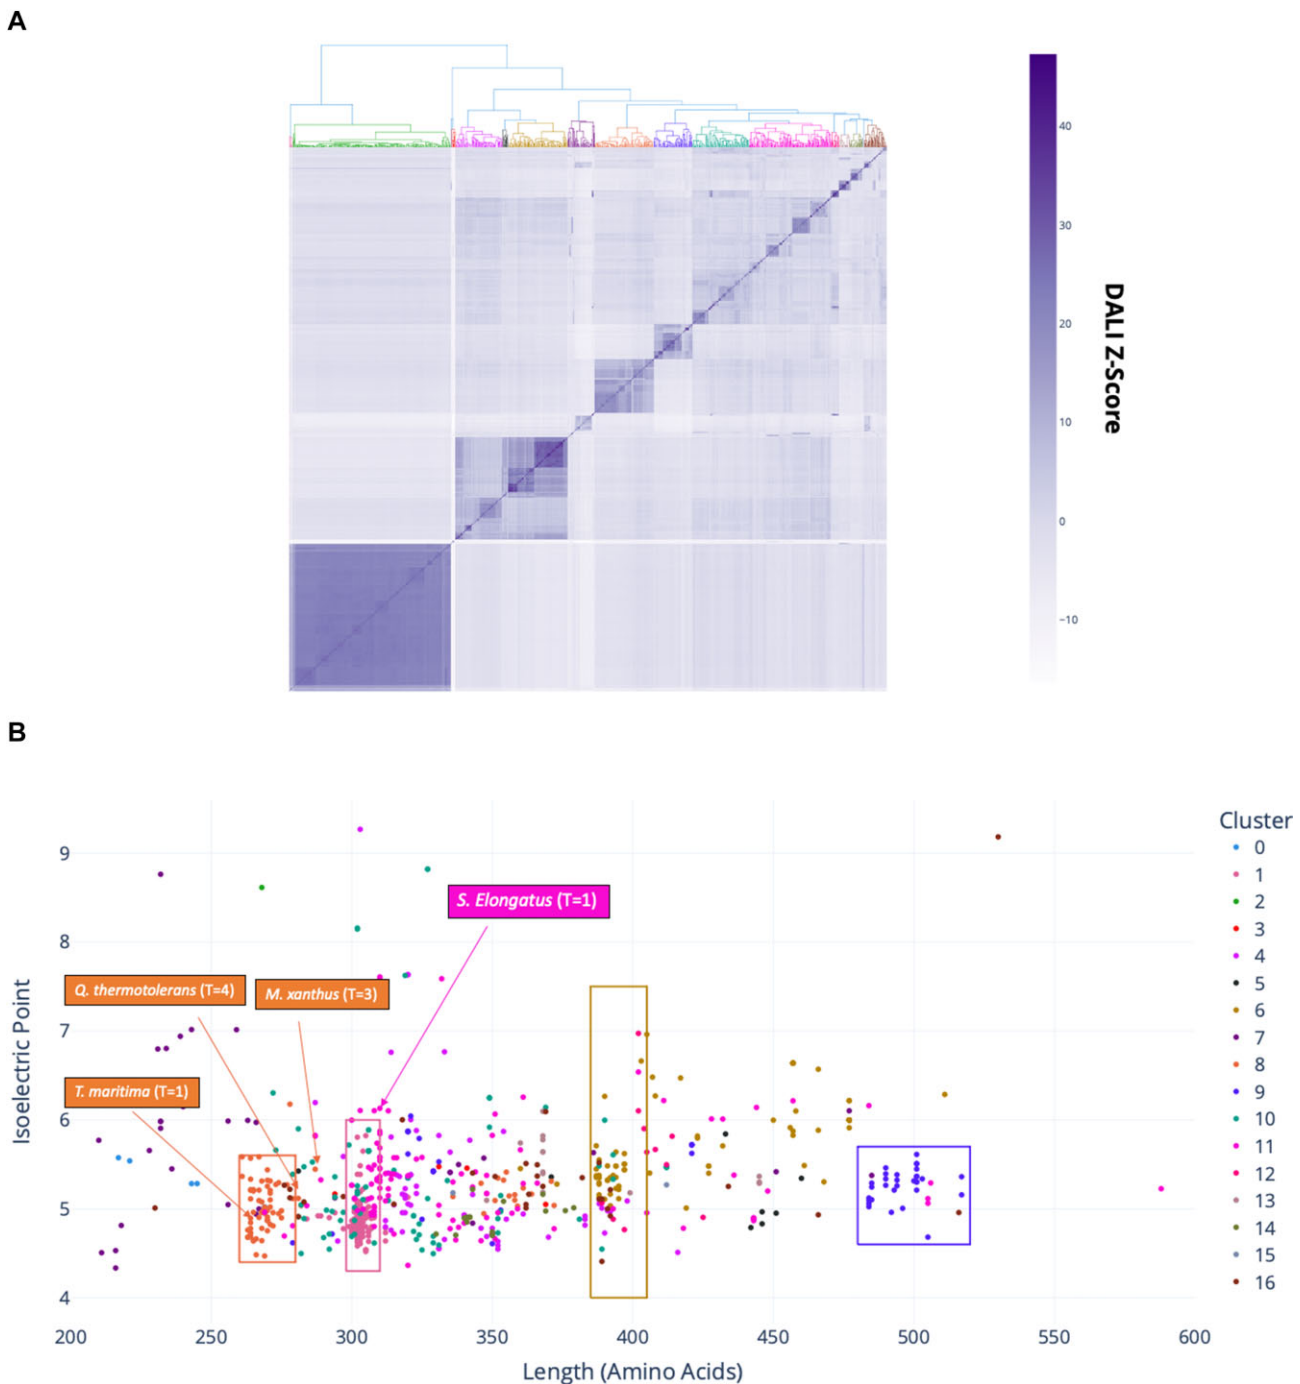 A
40
30
20
10
0
−10
DALI Z-Score
B
Cluster
0
1
2
3
4
5
6
7
8
9
10
11
12
13
14
15
16
S. Elongatus (T=1)
Q. thermotolerans (T=4)
M. xanthus (T=3)
T. maritima (T=1)
Isoelectric Point
9
8
7
6
5
4
200 250 300 350 400 450 500 550 600
Length (Amino Acids)